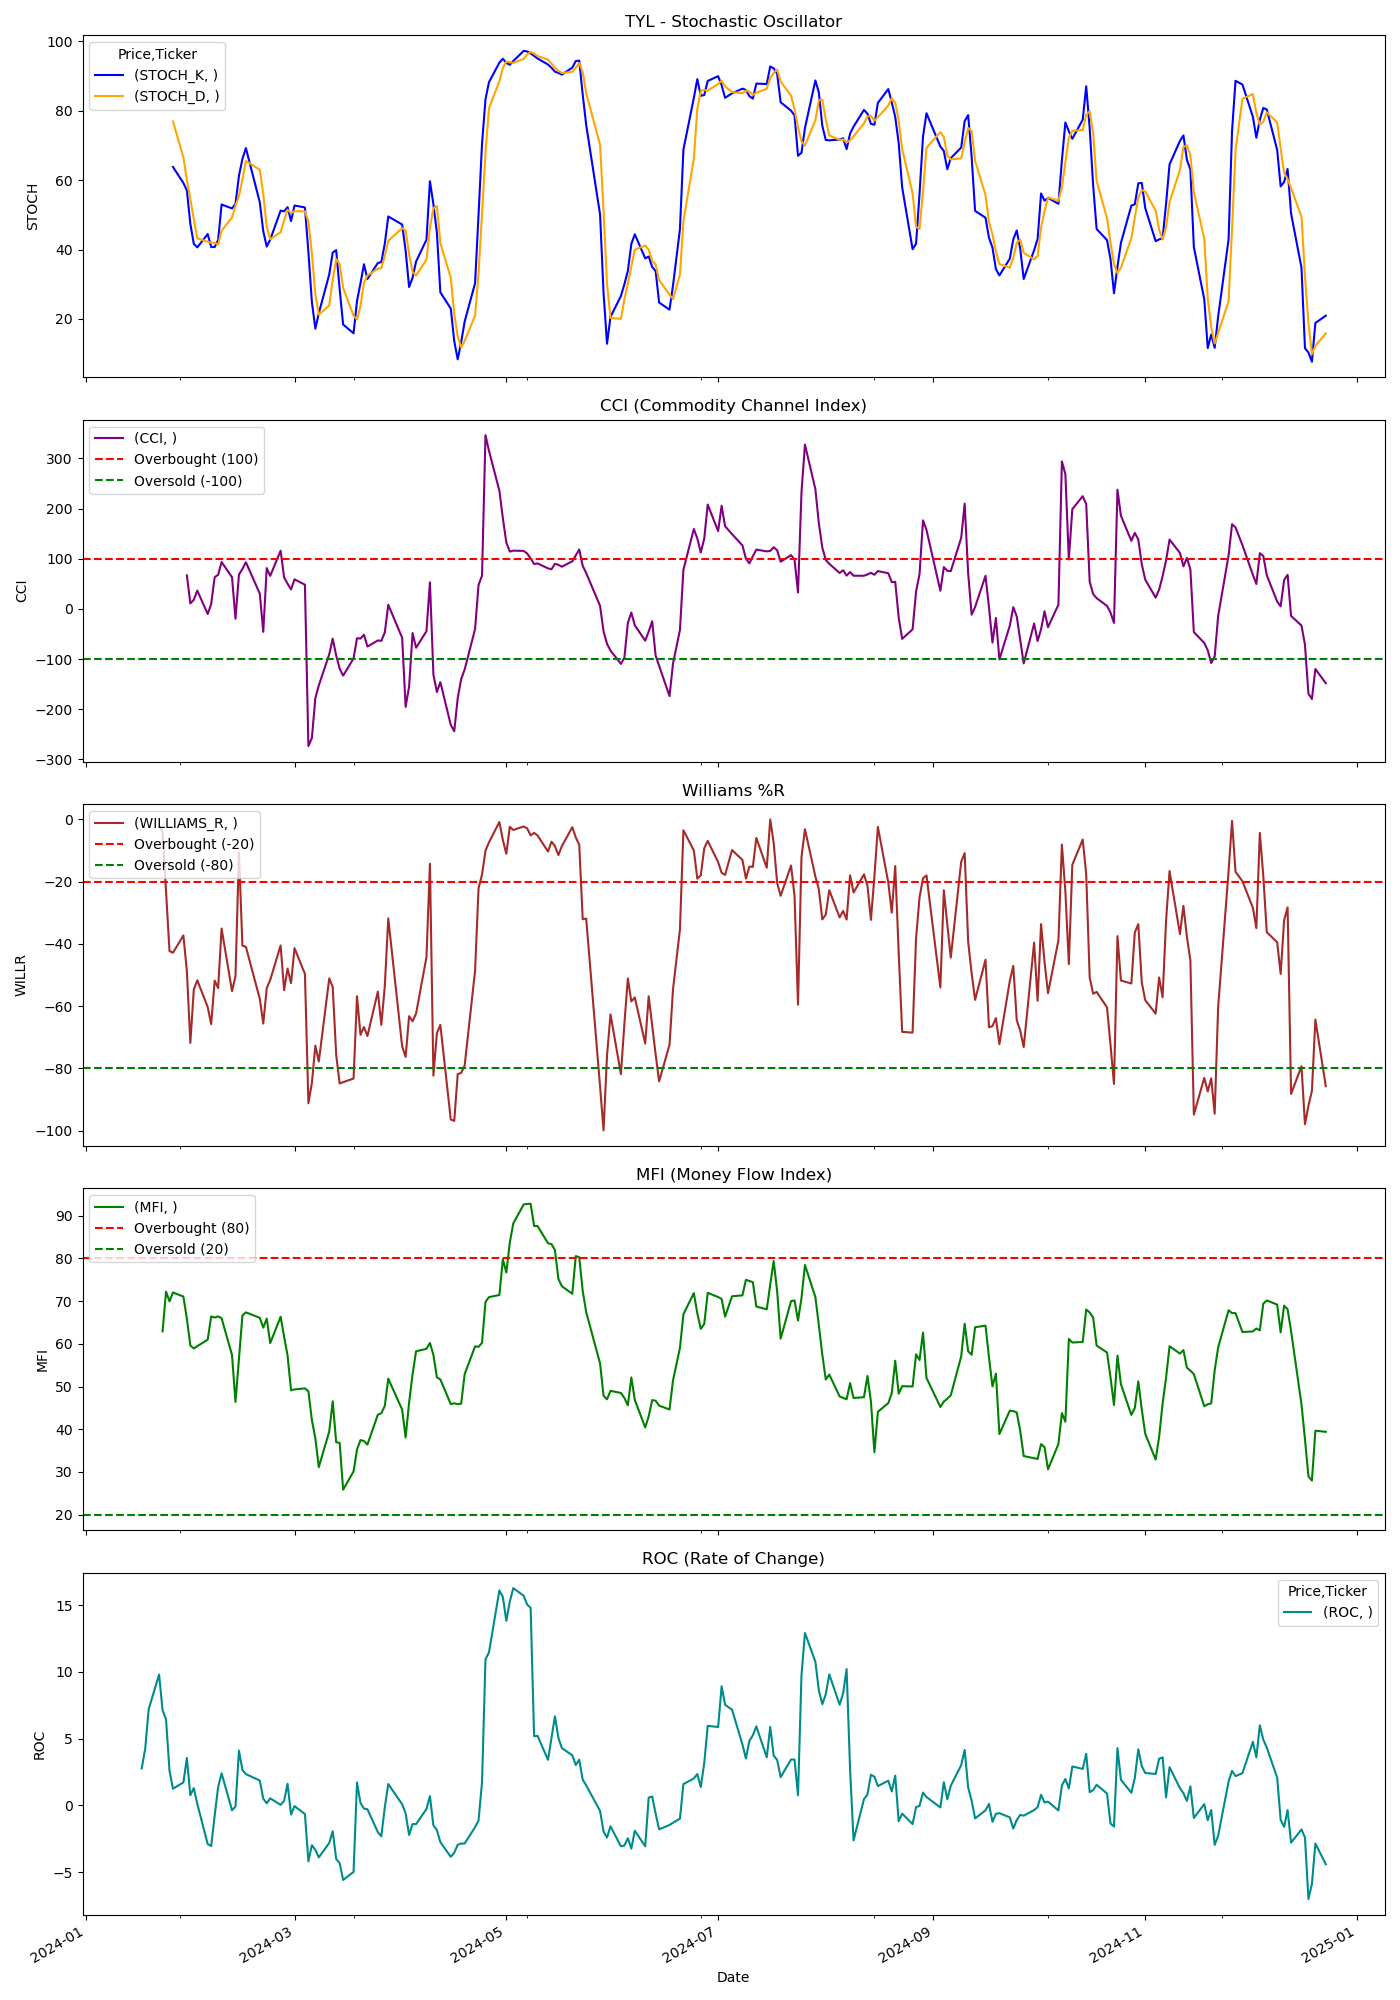 TYL - Stochastic Oscillator
STOCH
100
80
60
40
20
Price,Ticker
(STOCH_K, )
(STOCH_D, )
CCI (Commodity Channel Index)
CCI
300
200
100
0
−100
−200
−300
(CCI, )
Overbought (100)
Oversold (-100)
Williams %R
WILLR
0
−20
−40
−60
−80
−100
(WILLIAMS_R, )
Overbought (-20)
Oversold (-80)
MFI (Money Flow Index)
MFI
90
80
70
60
50
40
30
20
(MFI, )
Overbought (80)
Oversold (20)
ROC (Rate of Change)
ROC
15
10
5
0
−5
Price,Ticker
(ROC, )
2024-01
2024-03
2024-05
2024-07
2024-09
2024-11
2025-01
Date